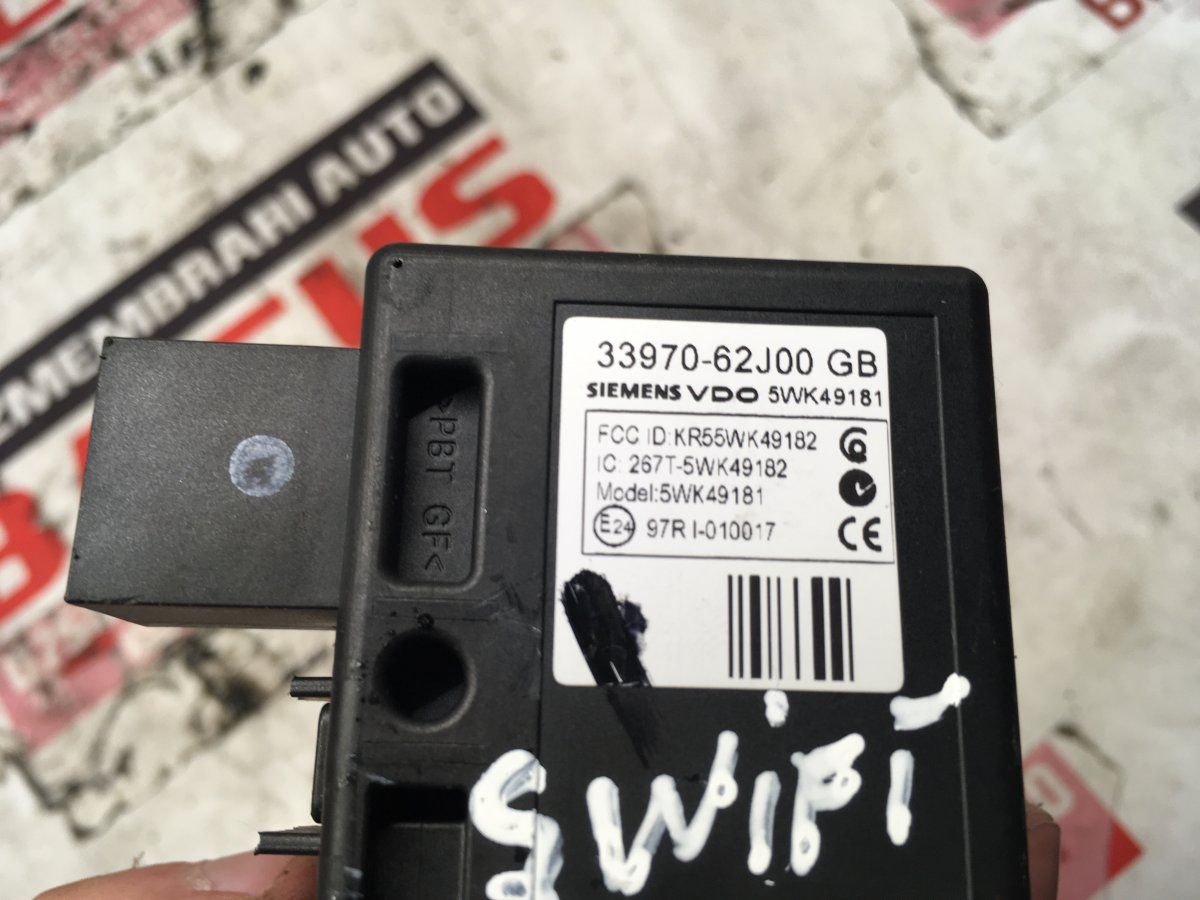 DEZMEMBRARI AUTO
33970-62J00 GB
SIEMENS VDO 5WK49181
FCC ID:KR55WK49182
IC: 267T-5WK49182
Model:5WK49181
E24 97R I-010017
CE
>PBT GF<
SWiFT